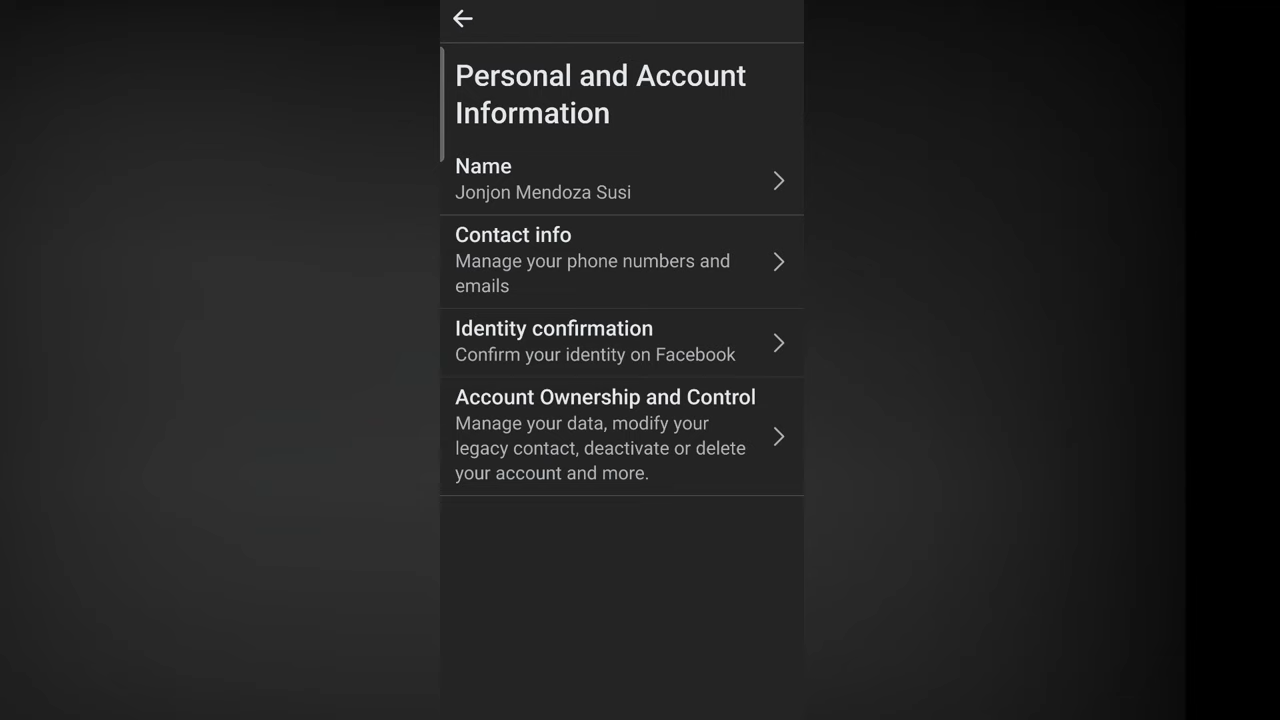 Personal and Account
Information
Name
Jonjon Mendoza Susi
Contact info
Manage your phone numbers and
emails
Identity confirmation
Confirm your identity on Facebook
Account Ownership and Control
Manage your data, modify your
legacy contact, deactivate or delete
your account and more.